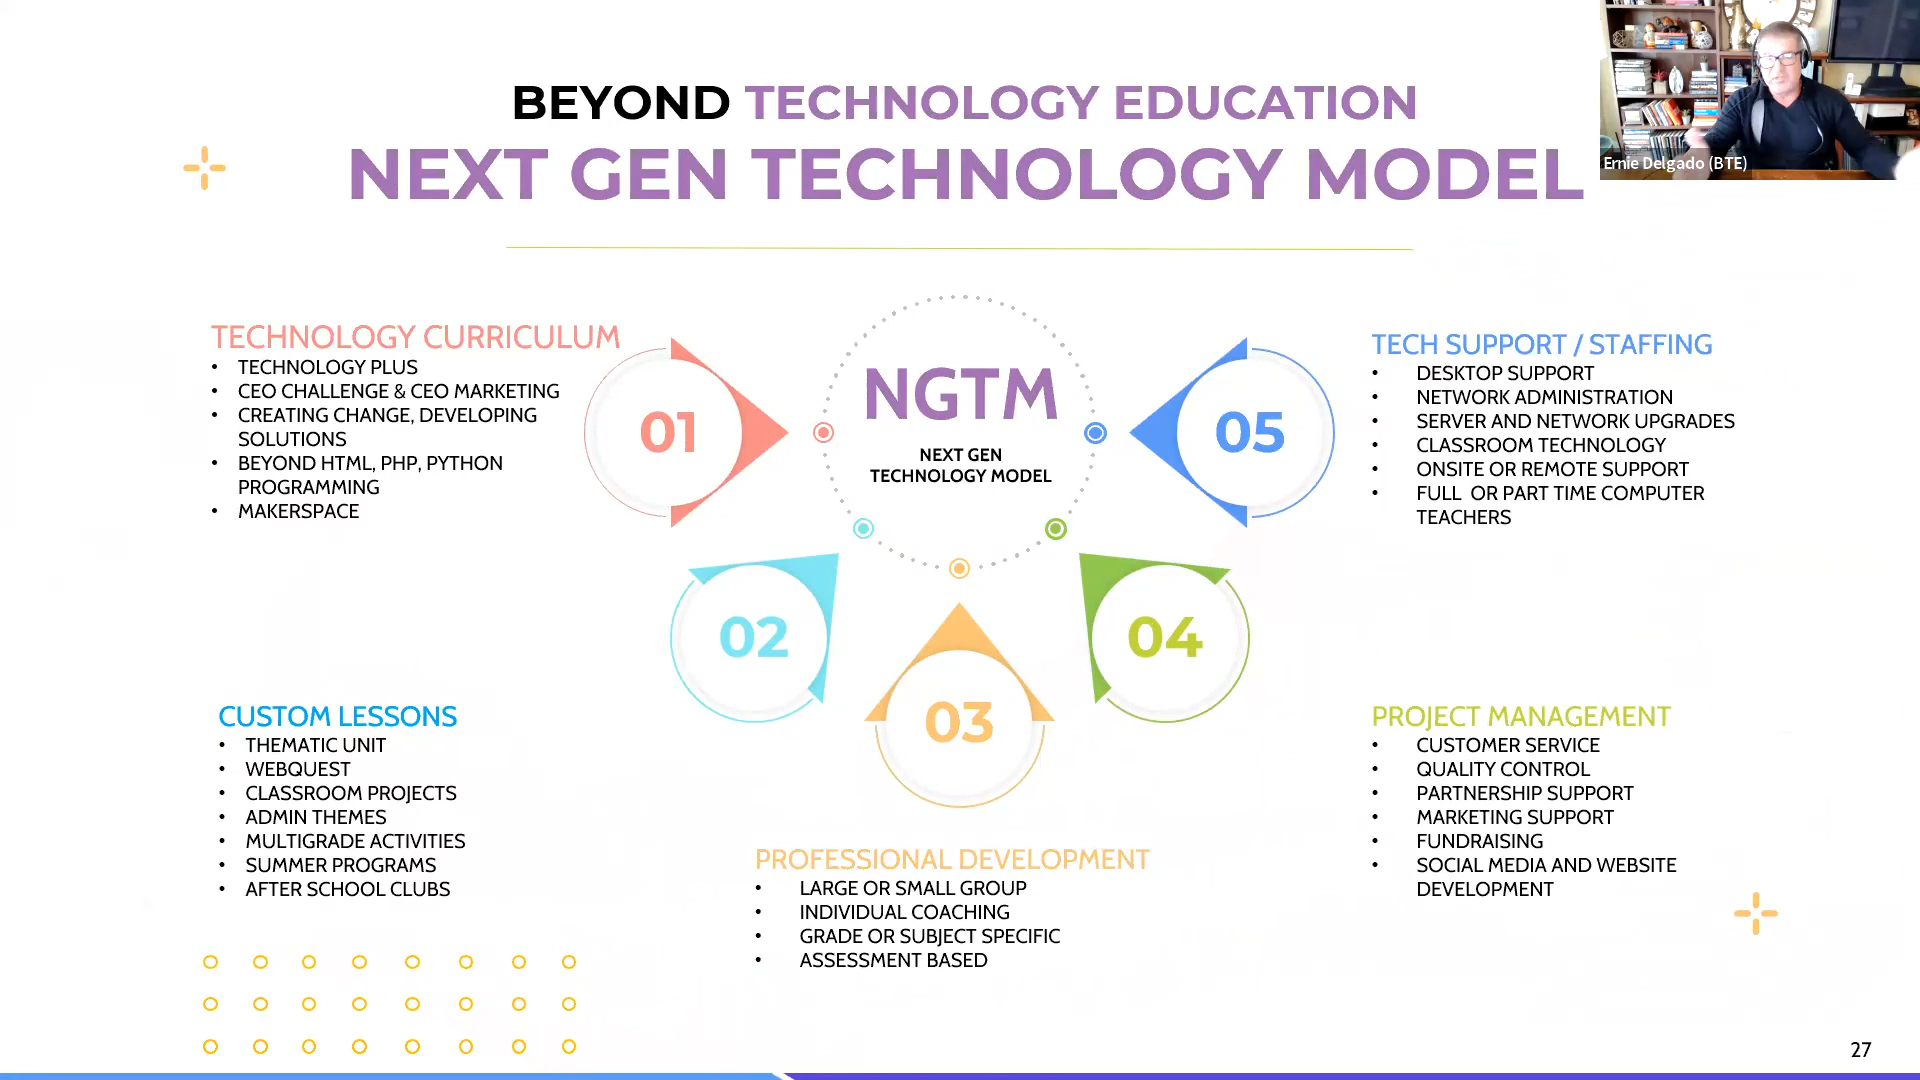 BEYOND TECHNOLOGY EDUCATION
NEXT GEN TECHNOLOGY MODEL
Ernie Delgado (BTE)
TECHNOLOGY CURRICULUM
• TECHNOLOGY PLUS
• CEO CHALLENGE & CEO MARKETING
• CREATING CHANGE, DEVELOPING
SOLUTIONS
• BEYOND HTML, PHP, PYTHON
PROGRAMMING
• MAKERSPACE
01
NGTM
NEXT GEN
TECHNOLOGY MODEL
05
TECH SUPPORT / STAFFING
• DESKTOP SUPPORT
• NETWORK ADMINISTRATION
• SERVER AND NETWORK UPGRADES
• CLASSROOM TECHNOLOGY
• ONSITE OR REMOTE SUPPORT
• FULL OR PART TIME COMPUTER
TEACHERS
02
03
04
CUSTOM LESSONS
• THEMATIC UNIT
• WEBQUEST
• CLASSROOM PROJECTS
• ADMIN THEMES
• MULTIGRADE ACTIVITIES
• SUMMER PROGRAMS
• AFTER SCHOOL CLUBS
PROFESSIONAL DEVELOPMENT
• LARGE OR SMALL GROUP
• INDIVIDUAL COACHING
• GRADE OR SUBJECT SPECIFIC
• ASSESSMENT BASED
PROJECT MANAGEMENT
• CUSTOMER SERVICE
• QUALITY CONTROL
• PARTNERSHIP SUPPORT
• MARKETING SUPPORT
• FUNDRAISING
• SOCIAL MEDIA AND WEBSITE
DEVELOPMENT
27